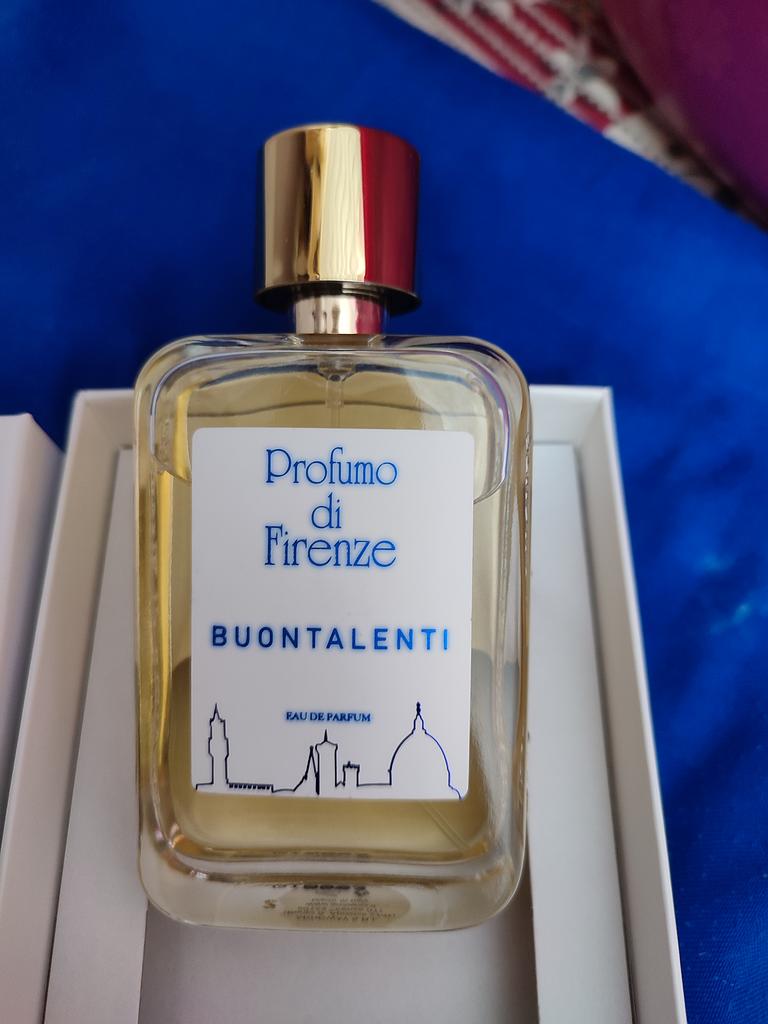 Profumo
di
Firenze
BUONTALENTI
EAU DE PARFUM